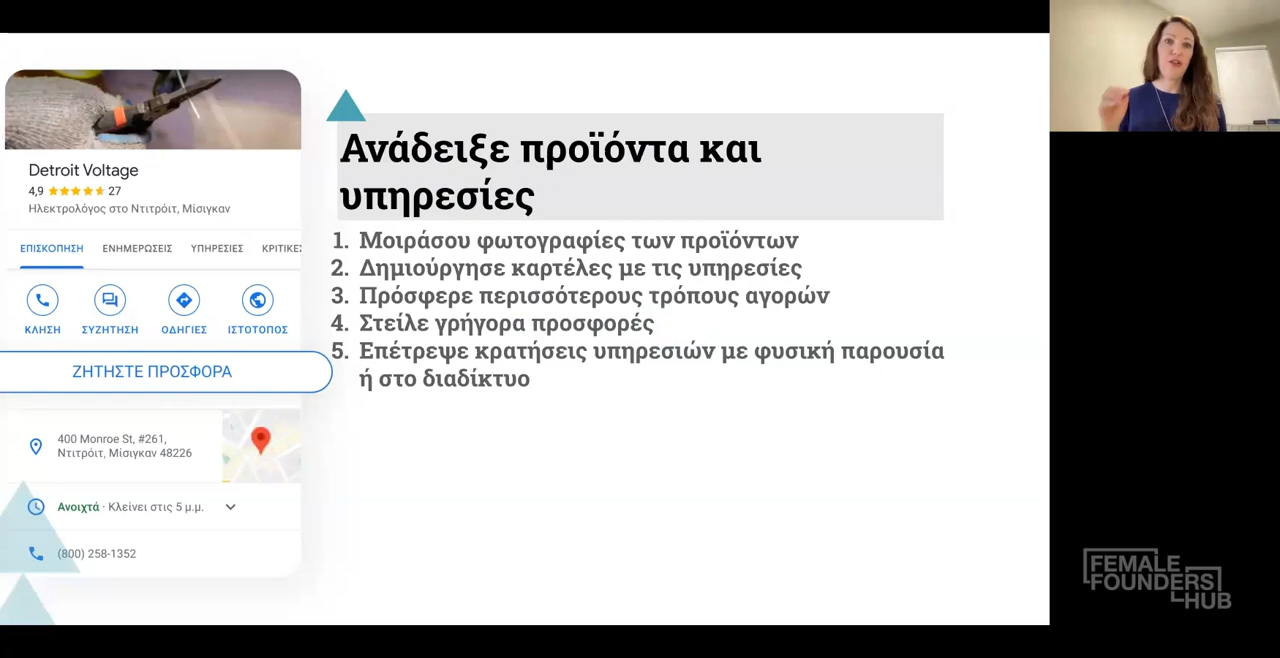 Detroit Voltage
4,9
27
Ηλεκτρολόγος στο Ντιτρόιτ, Μίσιγκαν
ΕΠΙΣΚΟΠΗΣΗ ΕΝΗΜΕΡΩΣΕΙΣ ΥΠΗΡΕΣΙΕΣ ΚΡΙΤΙΚΕΣ
ΚΛΗΣΗ ΣΥΖΗΤΗΣΗ ΟΔΗΓΙΕΣ ΙΣΤΟΤΟΠΟΣ
ΖΗΤΗΣΤΕ ΠΡΟΣΦΟΡΑ
400 Monroe St, #261,
Ντιτρόιτ, Μίσιγκαν 48226
Ανοιχτά · Κλείνει στις 5 μ.μ.
(800) 258-1352
Ανάδειξε προϊόντα και
υπηρεσίες
1. Μοιράσου φωτογραφίες των προϊόντων
2. Δημιούργησε καρτέλες με τις υπηρεσίες
3. Πρόσφερε περισσότερους τρόπους αγορών
4. Στείλε γρήγορα προσφορές
5. Επέτρεψε κρατήσεις υπηρεσιών με φυσική παρουσία
ή στο διαδίκτυο
FEMALE
FOUNDERS
HUB